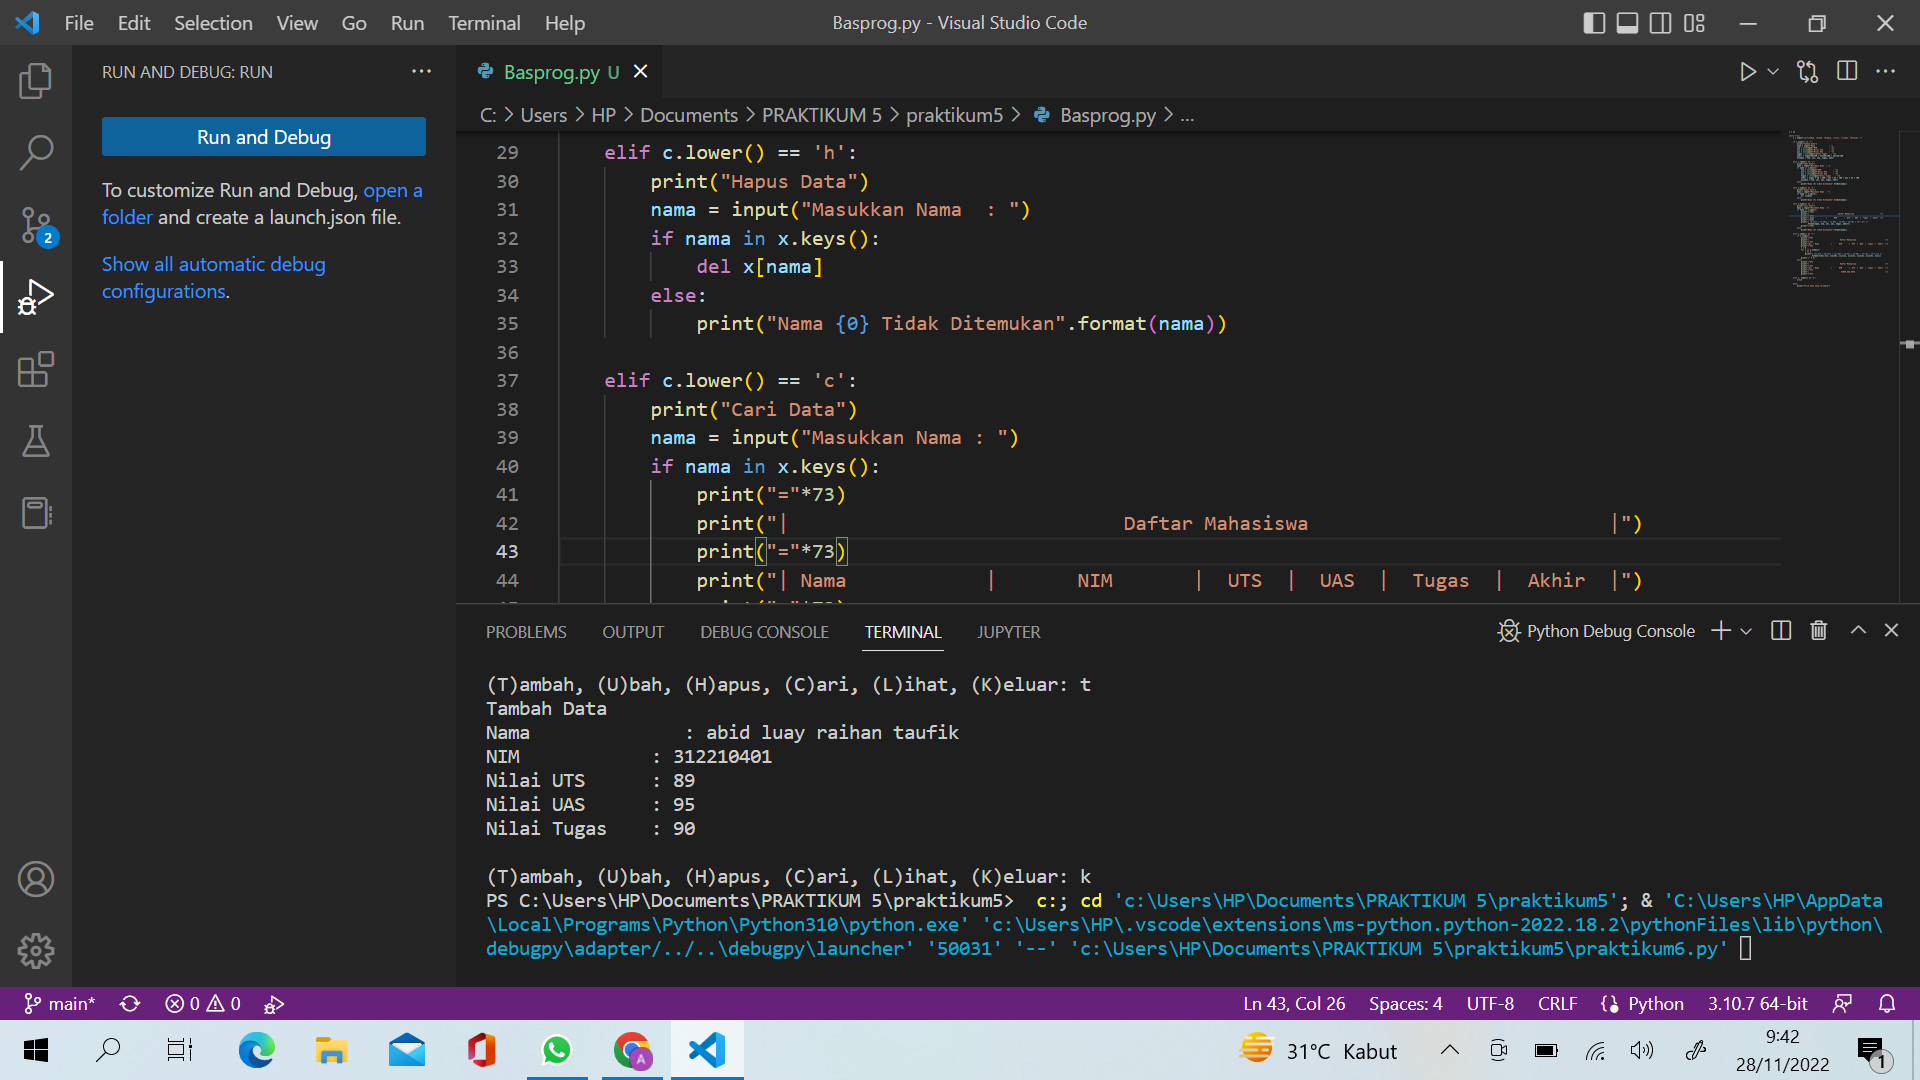 File Edit Selection View Go Run Terminal Help
Basprog.py - Visual Studio Code
RUN AND DEBUG: RUN
Run and Debug
To customize Run and Debug, open a
folder and create a launch.json file.
Show all automatic debug
configurations.
2
Basprog.py U
C: > Users > HP > Documents > PRAKTIKUM 5 > praktikum5 > Basprog.py > ...
29 elif c.lower() == 'h':
30 print("Hapus Data")
31 nama = input("Masukkan Nama  : ")
32 if nama in x.keys():
33 del x[nama]
34 else:
35 print("Nama {0} Tidak Ditemukan".format(nama))
36
37 elif c.lower() == 'c':
38 print("Cari Data")
39 nama = input("Masukkan Nama : ")
40 if nama in x.keys():
41 print("="*73)
42 print("|                             Daftar Mahasiswa                          |")
43 print("="*73)
44 print("| Nama            |       NIM       |  UTS  |  UAS  |  Tugas  |  Akhir  |")
PROBLEMS OUTPUT DEBUG CONSOLE TERMINAL JUPYTER
Python Debug Console
(T)ambah, (U)bah, (H)apus, (C)ari, (L)ihat, (K)eluar: t
Tambah Data
Nama              : abid luay raihan taufik
NIM            : 312210401
Nilai UTS      : 89
Nilai UAS      : 95
Nilai Tugas    : 90
(T)ambah, (U)bah, (H)apus, (C)ari, (L)ihat, (K)eluar: k
PS C:\Users\HP\Documents\PRAKTIKUM 5\praktikum5>  c:; cd 'c:\Users\HP\Documents\PRAKTIKUM 5\praktikum5'; & 'C:\Users\HP\AppData
\Local\Programs\Python\Python310\python.exe' 'c:\Users\HP\.vscode\extensions\ms-python.python-2022.18.2\pythonFiles\lib\python\
debugpy\adapter/../..\debugpy\launcher' '50031' '--' 'c:\Users\HP\Documents\PRAKTIKUM 5\praktikum5\praktikum6.py'
main* 0 0 Ln 43, Col 26 Spaces: 4 UTF-8 CRLF Python 3.10.7 64-bit
A
31°C Kabut
9:42
28/11/2022
1